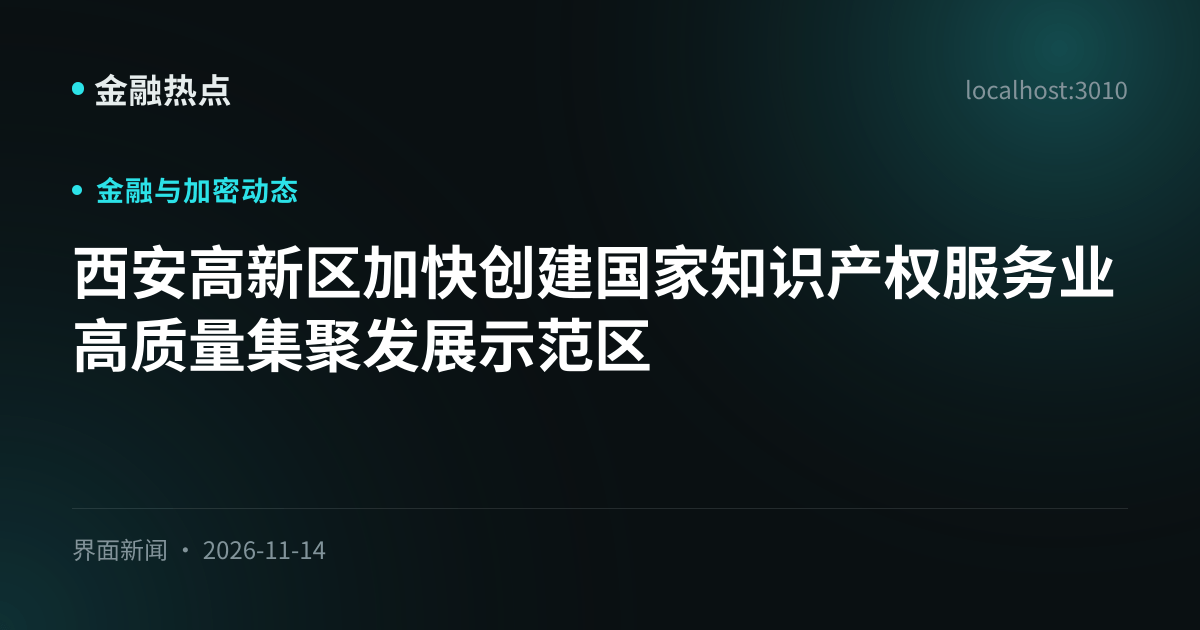 金融热点
localhost:3010
金融与加密动态
西安高新区加快创建国家知识产权服务业
高质量集聚发展示范区
界面新闻 • 2026-11-14